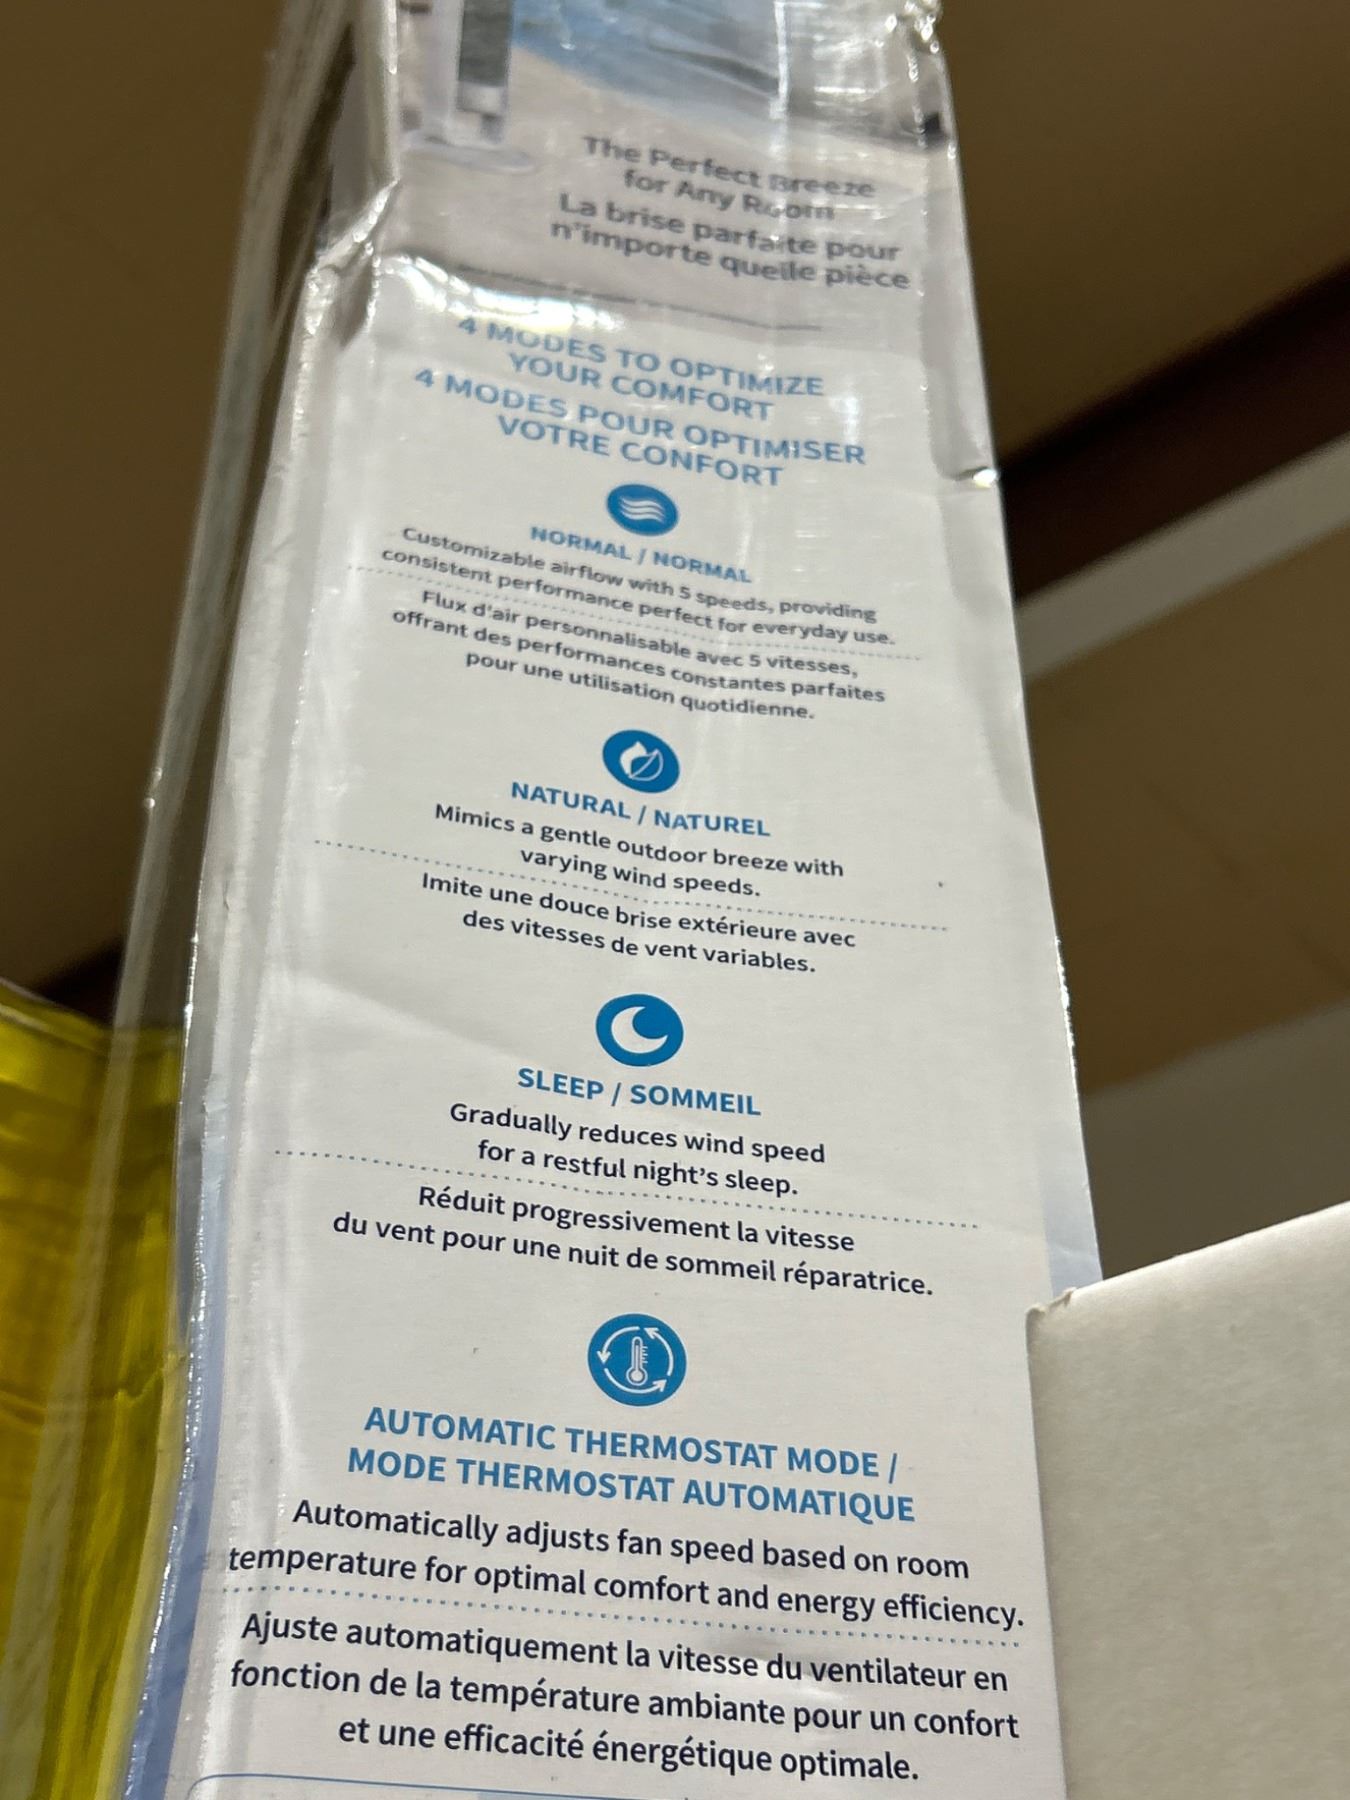 The Perfect Breeze
for Any Room
La brise parfaite pour
n'importe quelle pièce
4 MODES TO OPTIMIZE
YOUR COMFORT
4 MODES POUR OPTIMISER
VOTRE CONFORT
NORMAL / NORMAL
Customizable airflow with 5 speeds, providing
consistent performance perfect for everyday use.
Flux d'air personnalisable avec 5 vitesses,
offrant des performances constantes parfaites
pour une utilisation quotidienne.
NATURAL / NATUREL
Mimics a gentle outdoor breeze with
varying wind speeds.
Imite une douce brise extérieure avec
des vitesses de vent variables.
SLEEP / SOMMEIL
Gradually reduces wind speed
for a restful night's sleep.
Réduit progressivement la vitesse
du vent pour une nuit de sommeil réparatrice.
AUTOMATIC THERMOSTAT MODE /
MODE THERMOSTAT AUTOMATIQUE
Automatically adjusts fan speed based on room
temperature for optimal comfort and energy efficiency.
Ajuste automatiquement la vitesse du ventilateur en
fonction de la température ambiante pour un confort
et une efficacité énergétique optimale.